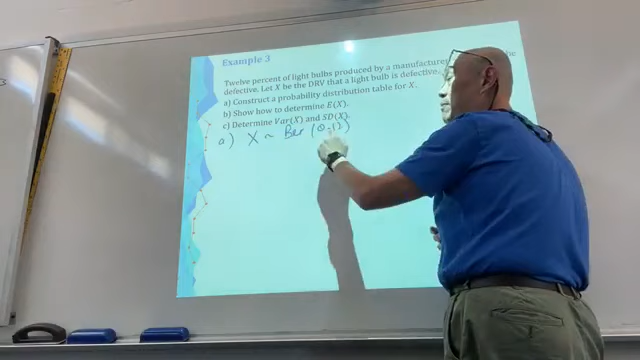 Example 3
Twelve percent of light bulbs produced by a manufacturer the
defective. Let X be the DRV that a light bulb is defective.
a) Construct a probability distribution table for X.
b) Show how to determine E(X).
c) Determine Var(X) and SD(X).
a) X ~ Ber (0.12)